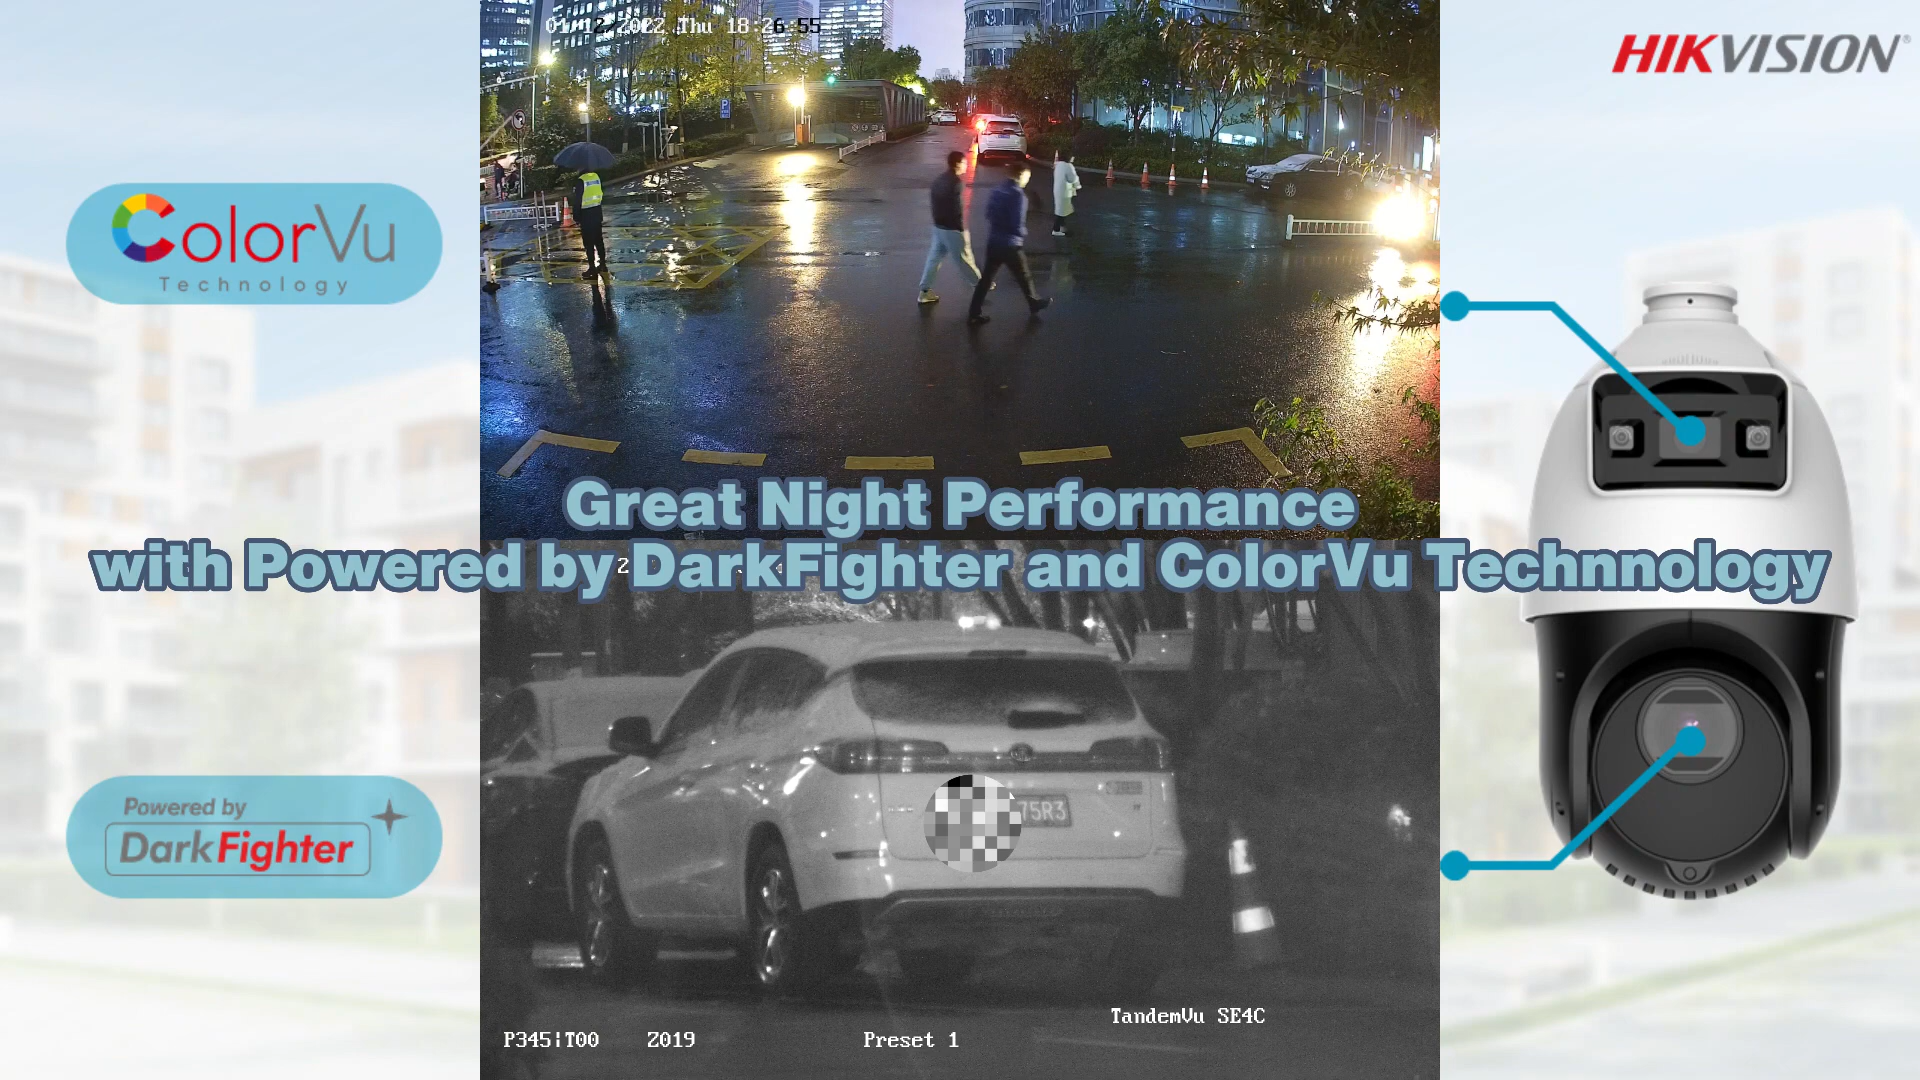 01-12-2022 Thu 18:26:55
HIKVISION®
ColorVu
Technology
Great Night Performance
with Powered by DarkFighter and ColorVu Technnology
Powered by
DarkFighter
75R3
TandemVu SE4C
P345|T00 Z019 Preset 1